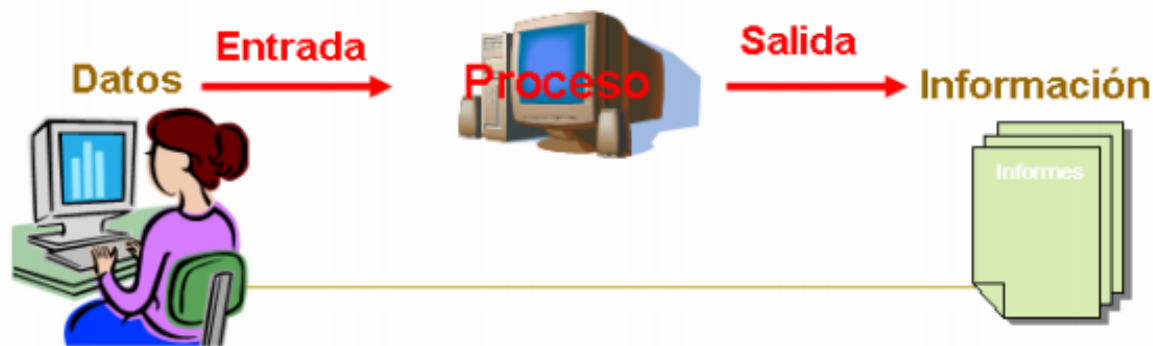 Datos
Entrada
Proceso
Salida
Información
Informes